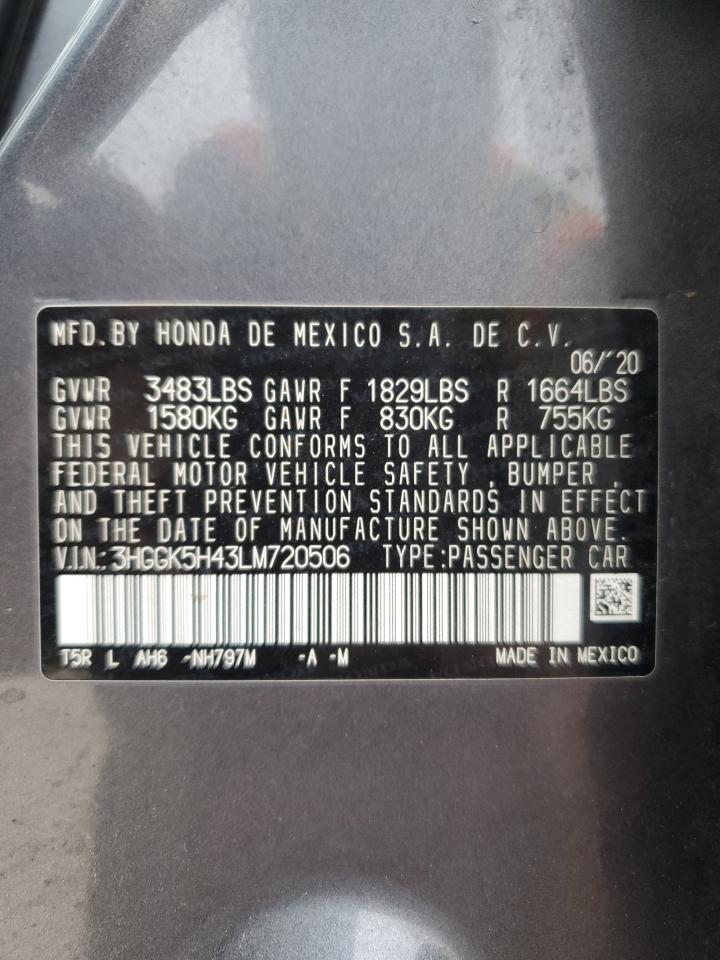 MFD.BY HONDA DE MEXICO S.A. DE C.V.
06/'20
GVWR 3483LBS GAWR F 1829LBS R 1664LBS
GVWR 1580KG GAWR F 830KG R 755KG
THIS VEHICLE CONFORMS TO ALL APPLICABLE
FEDERAL MOTOR VEHICLE SAFETY , BUMPER ,
AND THEFT PREVENTION STANDARDS IN EFFECT
ON THE DATE OF MANUFACTURE SHOWN ABOVE.
V.I.N.:3HGGK5H43LM720506 TYPE:PASSENGER CAR
T5R L AH6 -NH797M -A -M MADE IN MEXICO